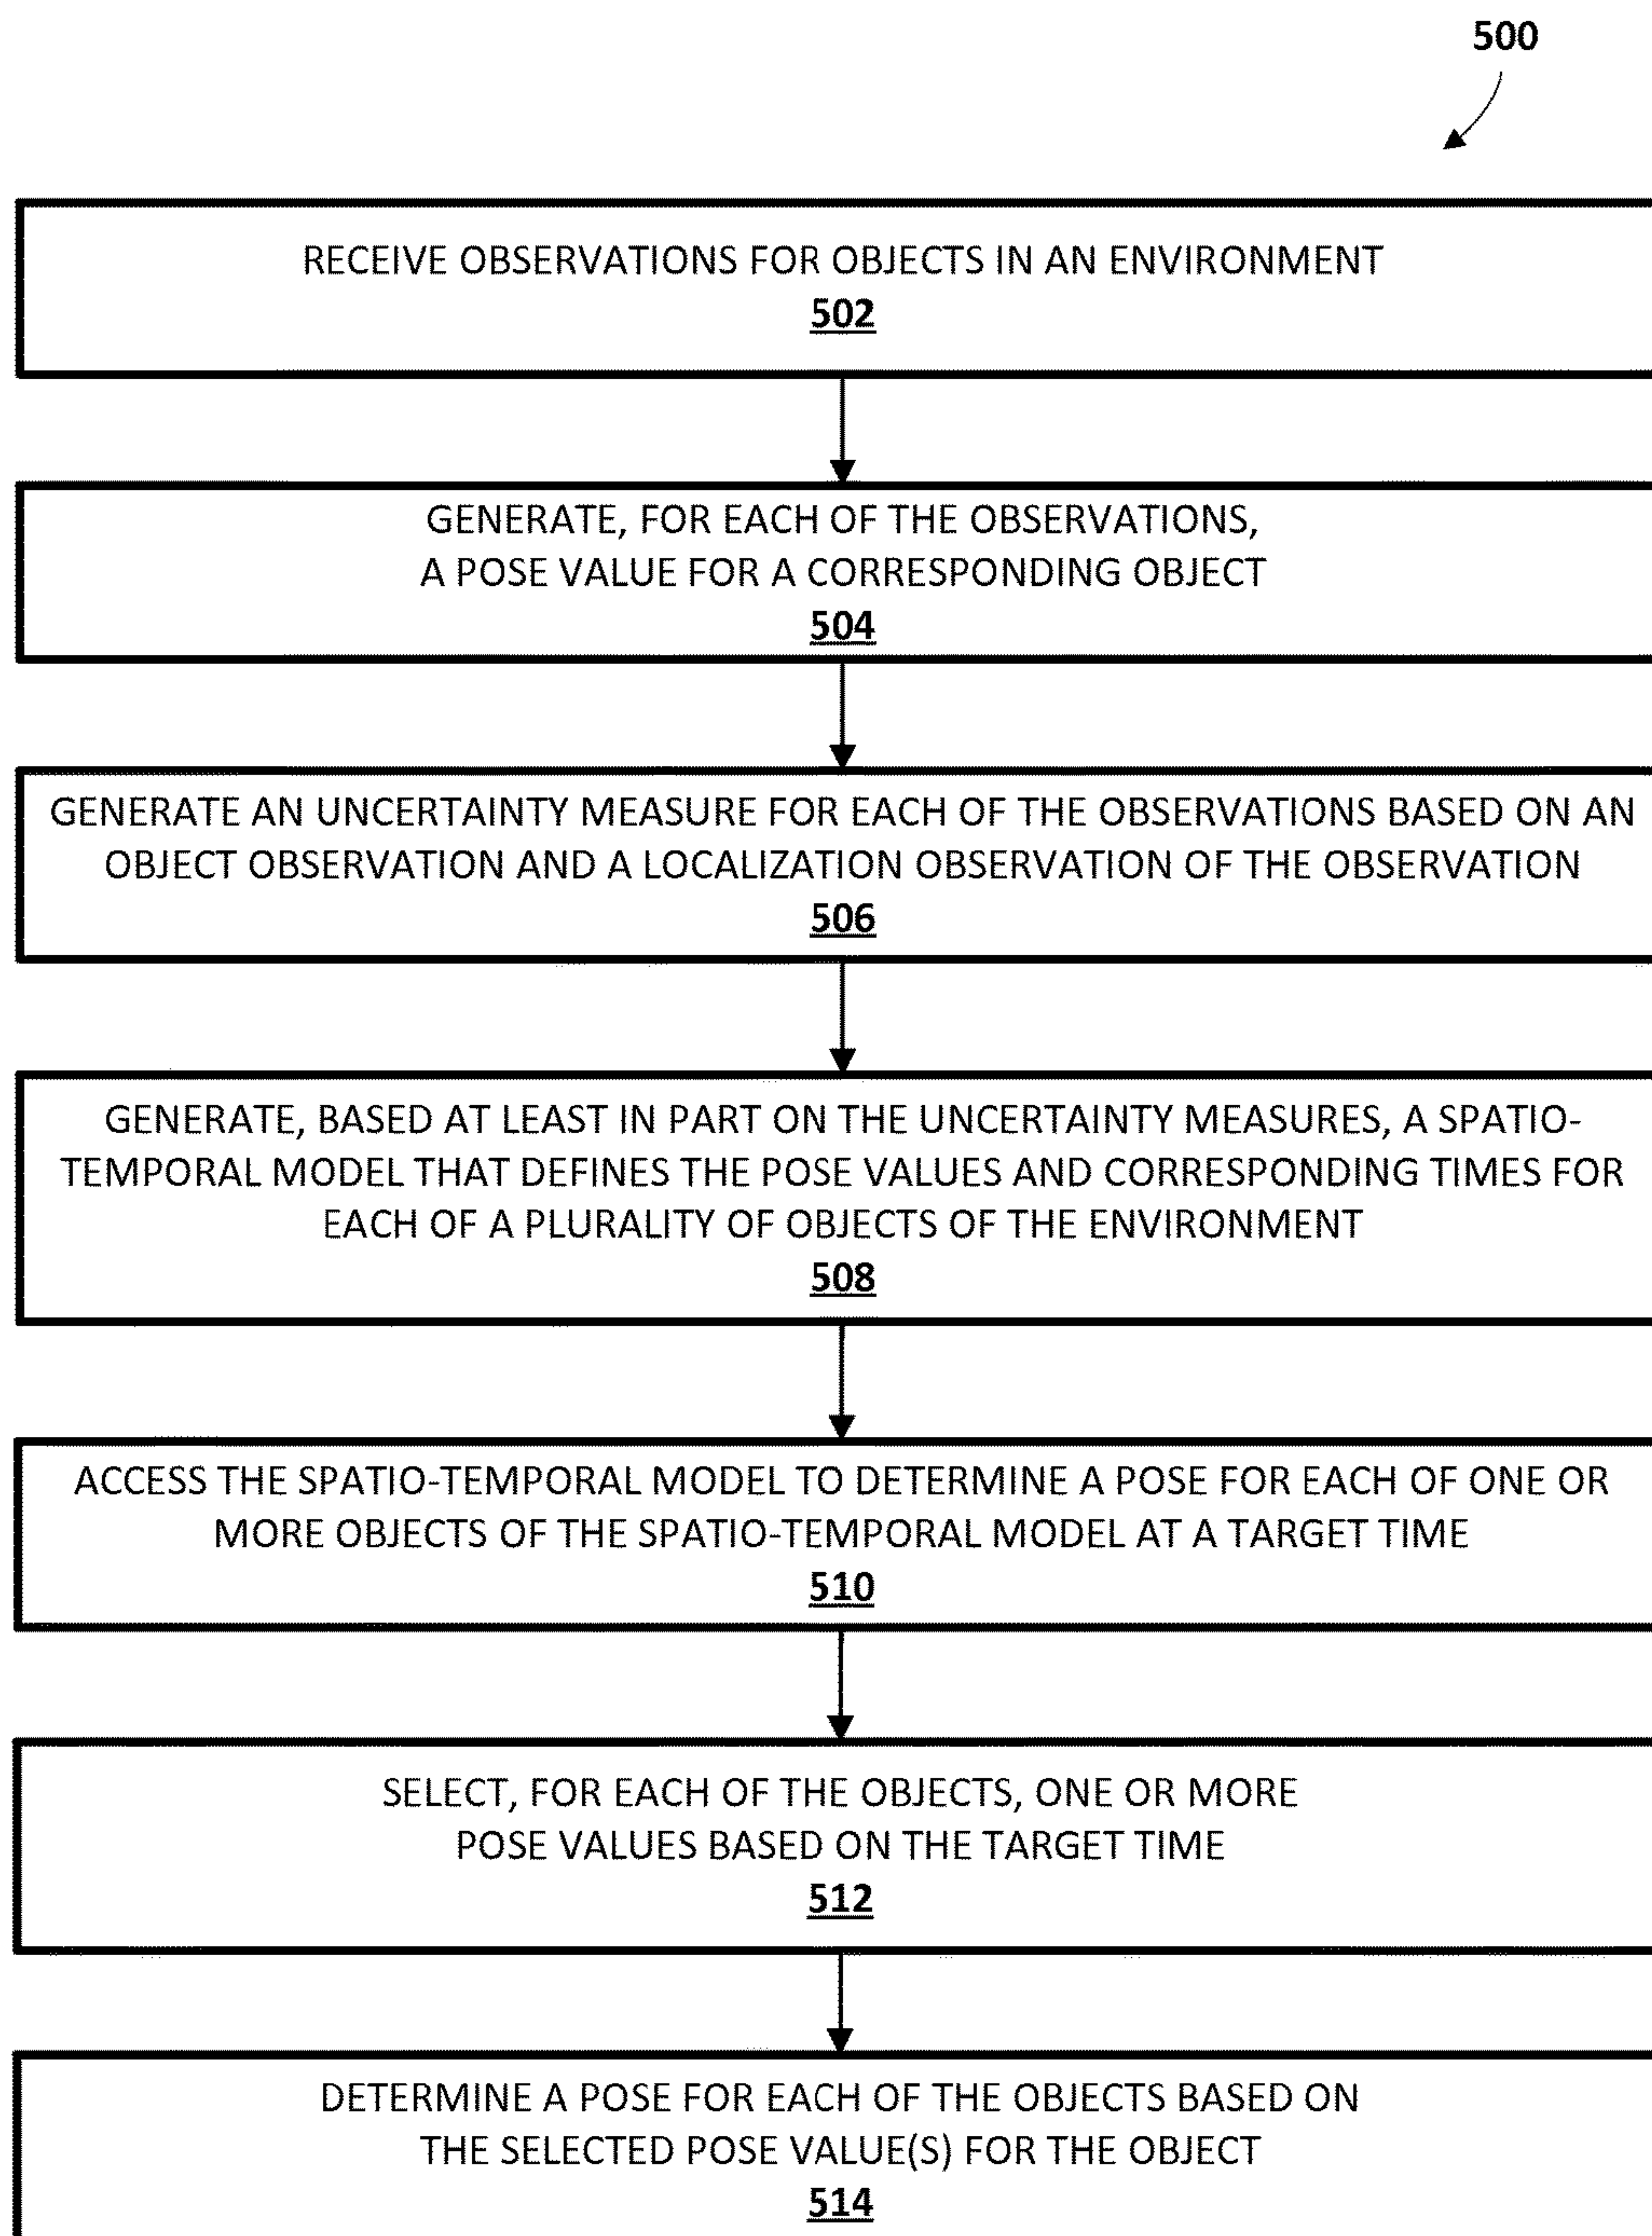 500
RECEIVE OBSERVATIONS FOR OBJECTS IN AN ENVIRONMENT
502
GENERATE, FOR EACH OF THE OBSERVATIONS,
A POSE VALUE FOR A CORRESPONDING OBJECT
504
GENERATE AN UNCERTAINTY MEASURE FOR EACH OF THE OBSERVATIONS BASED ON AN
OBJECT OBSERVATION AND A LOCALIZATION OBSERVATION OF THE OBSERVATION
506
GENERATE, BASED AT LEAST IN PART ON THE UNCERTAINTY MEASURES, A SPATIO-
TEMPORAL MODEL THAT DEFINES THE POSE VALUES AND CORRESPONDING TIMES FOR
EACH OF A PLURALITY OF OBJECTS OF THE ENVIRONMENT
508
ACCESS THE SPATIO-TEMPORAL MODEL TO DETERMINE A POSE FOR EACH OF ONE OR
MORE OBJECTS OF THE SPATIO-TEMPORAL MODEL AT A TARGET TIME
510
SELECT, FOR EACH OF THE OBJECTS, ONE OR MORE
POSE VALUES BASED ON THE TARGET TIME
512
DETERMINE A POSE FOR EACH OF THE OBJECTS BASED ON
THE SELECTED POSE VALUE(S) FOR THE OBJECT
514